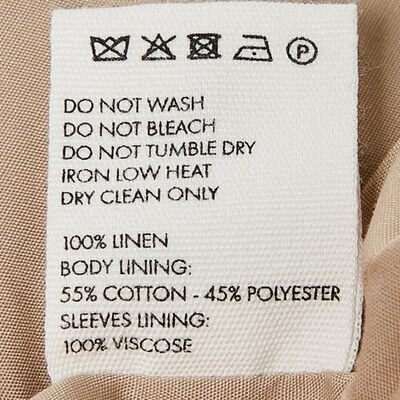 P
DO NOT WASH
DO NOT BLEACH
DO NOT TUMBLE DRY
IRON LOW HEAT
DRY CLEAN ONLY
100% LINEN
BODY LINING:
55% COTTON - 45% POLYESTER
SLEEVES LINING:
100% VISCOSE